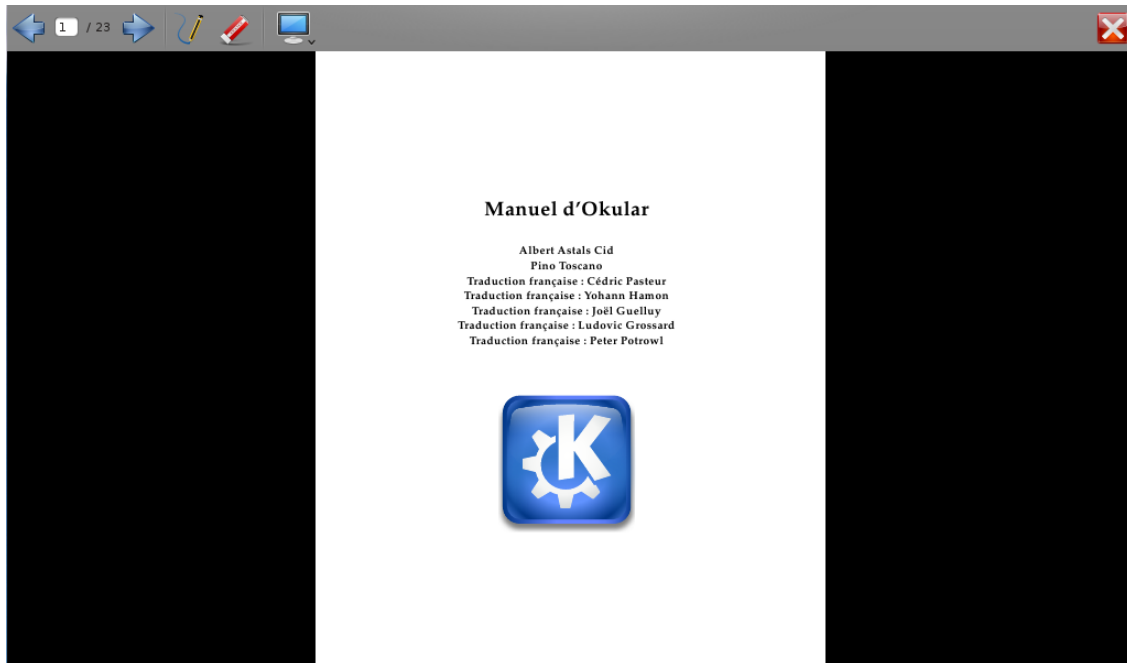 1 / 23
Manuel d'Okular
Albert Astals Cid
Pino Toscano
Traduction française : Cédric Pasteur
Traduction française : Yohann Hamon
Traduction française : Joël Guelluy
Traduction française : Ludovic Grossard
Traduction française : Peter Potrowl
K